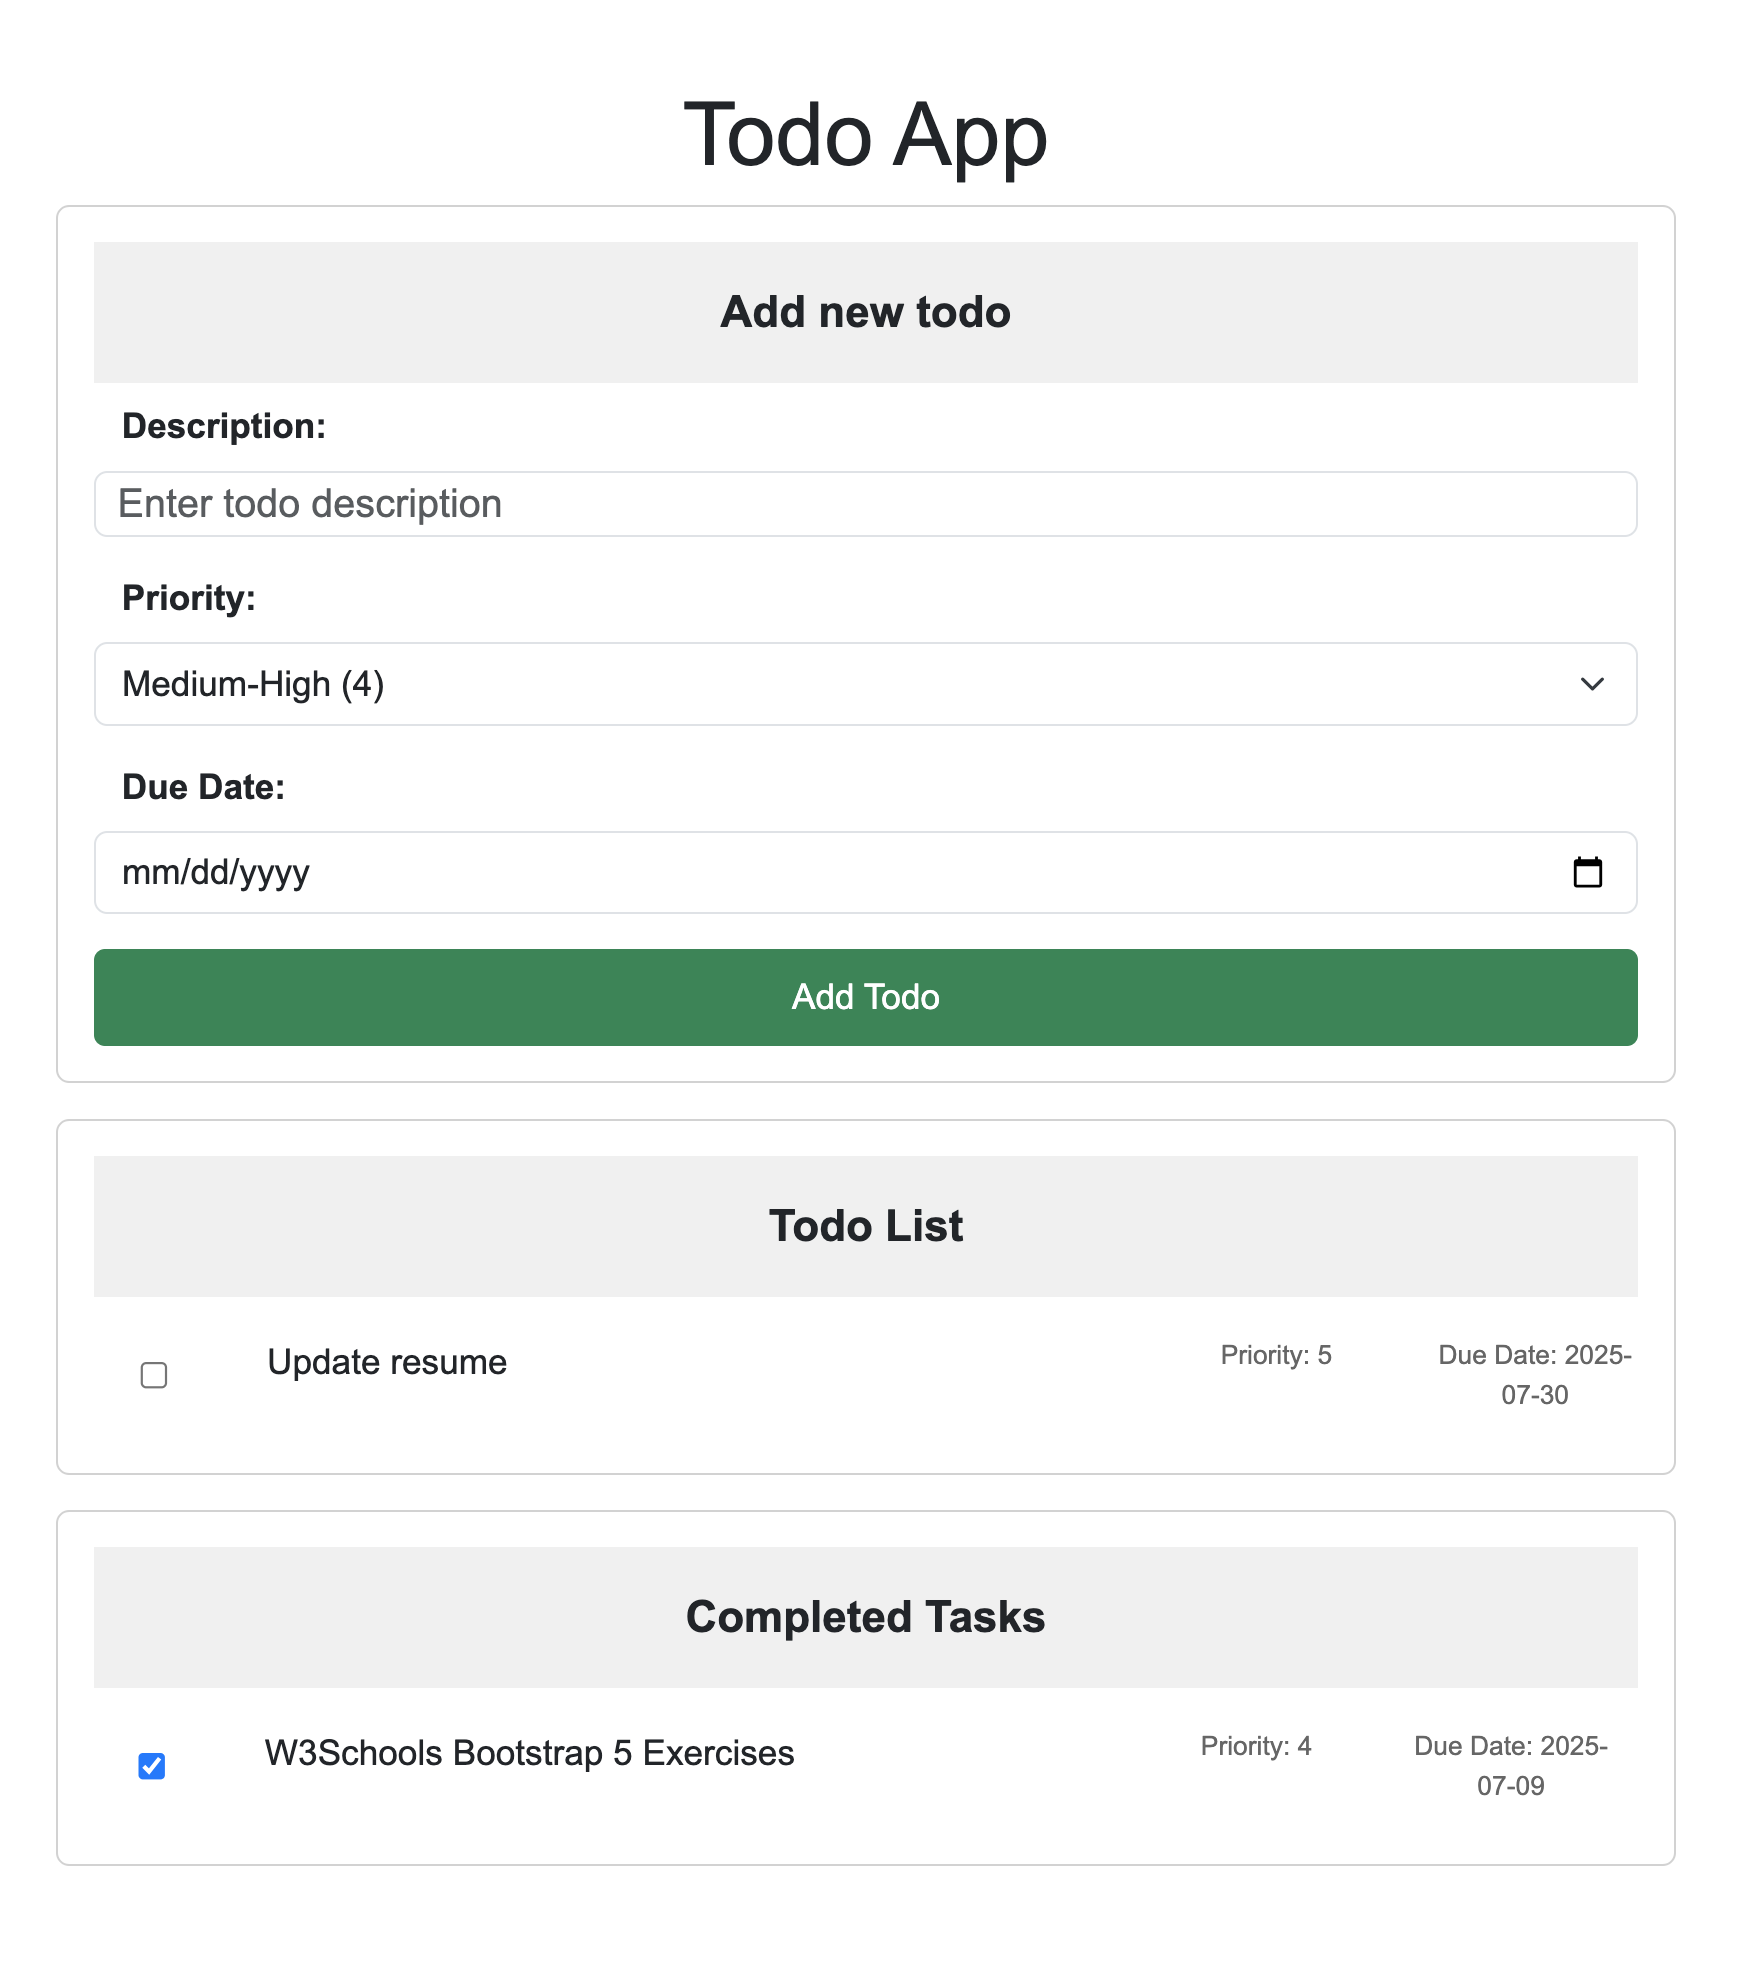 Todo App
Add new todo
Description:
Enter todo description
Priority:
Medium-High (4)
Due Date:
mm/dd/yyyy
Add Todo
Todo List
Update resume
Priority: 5
Due Date: 2025-
07-30
Completed Tasks
W3Schools Bootstrap 5 Exercises
Priority: 4
Due Date: 2025-
07-09